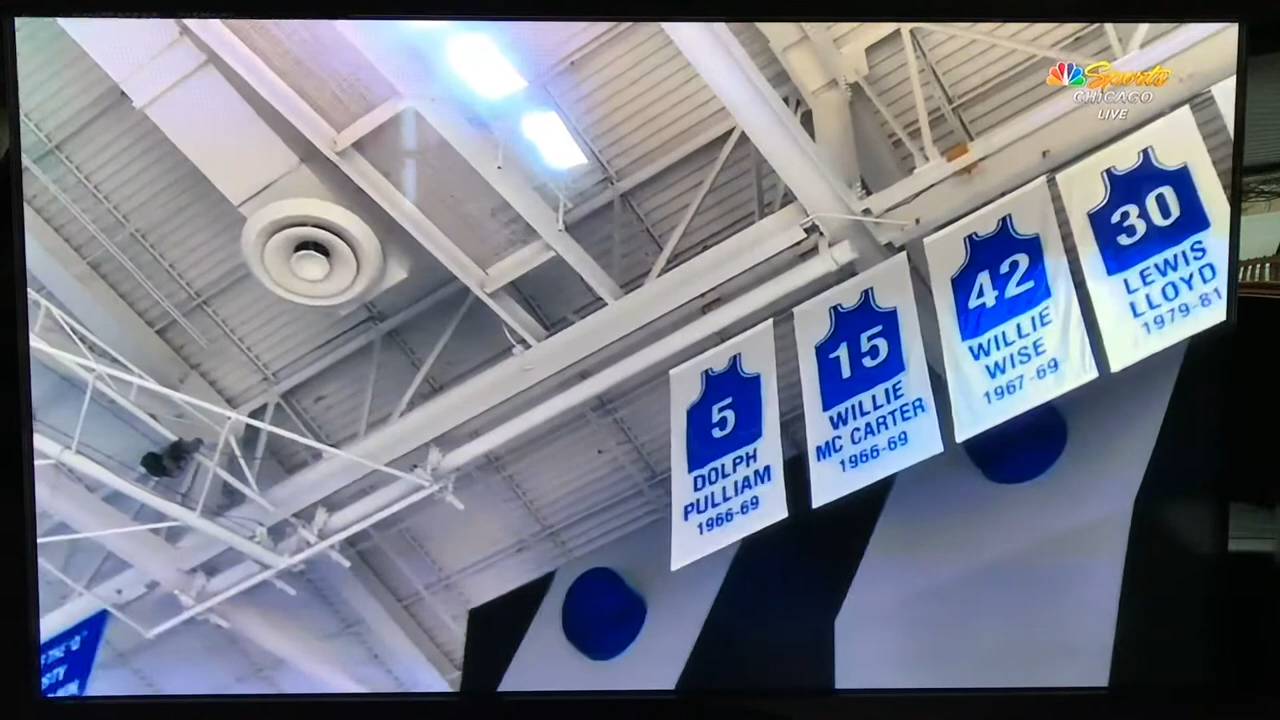 Sports
CHICAGO
LIVE
5
DOLPH
PULLIAM
1966-69
15
WILLIE
MC CARTER
1966-69
42
WILLIE
WISE
1967-69
30
LEWIS
LLOYD
1979-81